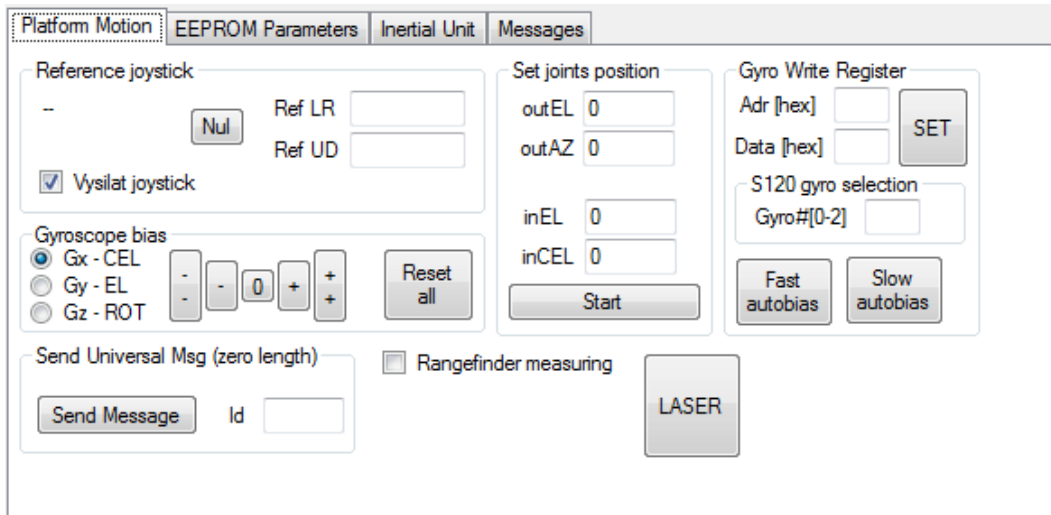 Platform Motion
EEPROM Parameters
Inertial Unit
Messages
Reference joystick
--
Nul
Ref LR
Ref UD
Vysilat joystick
Gyroscope bias
Gx - CEL
Gy - EL
Gz - ROT
-
-
-
0
+
+
+
Reset
all
Set joints position
outEL 0
outAZ 0
inEL 0
inCEL 0
Start
Gyro Write Register
Adr [hex]
Data [hex]
SET
S120 gyro selection
Gyro#[0-2]
Fast
autobias
Slow
autobias
Send Universal Msg (zero length)
Send Message
Id
Rangefinder measuring
LASER